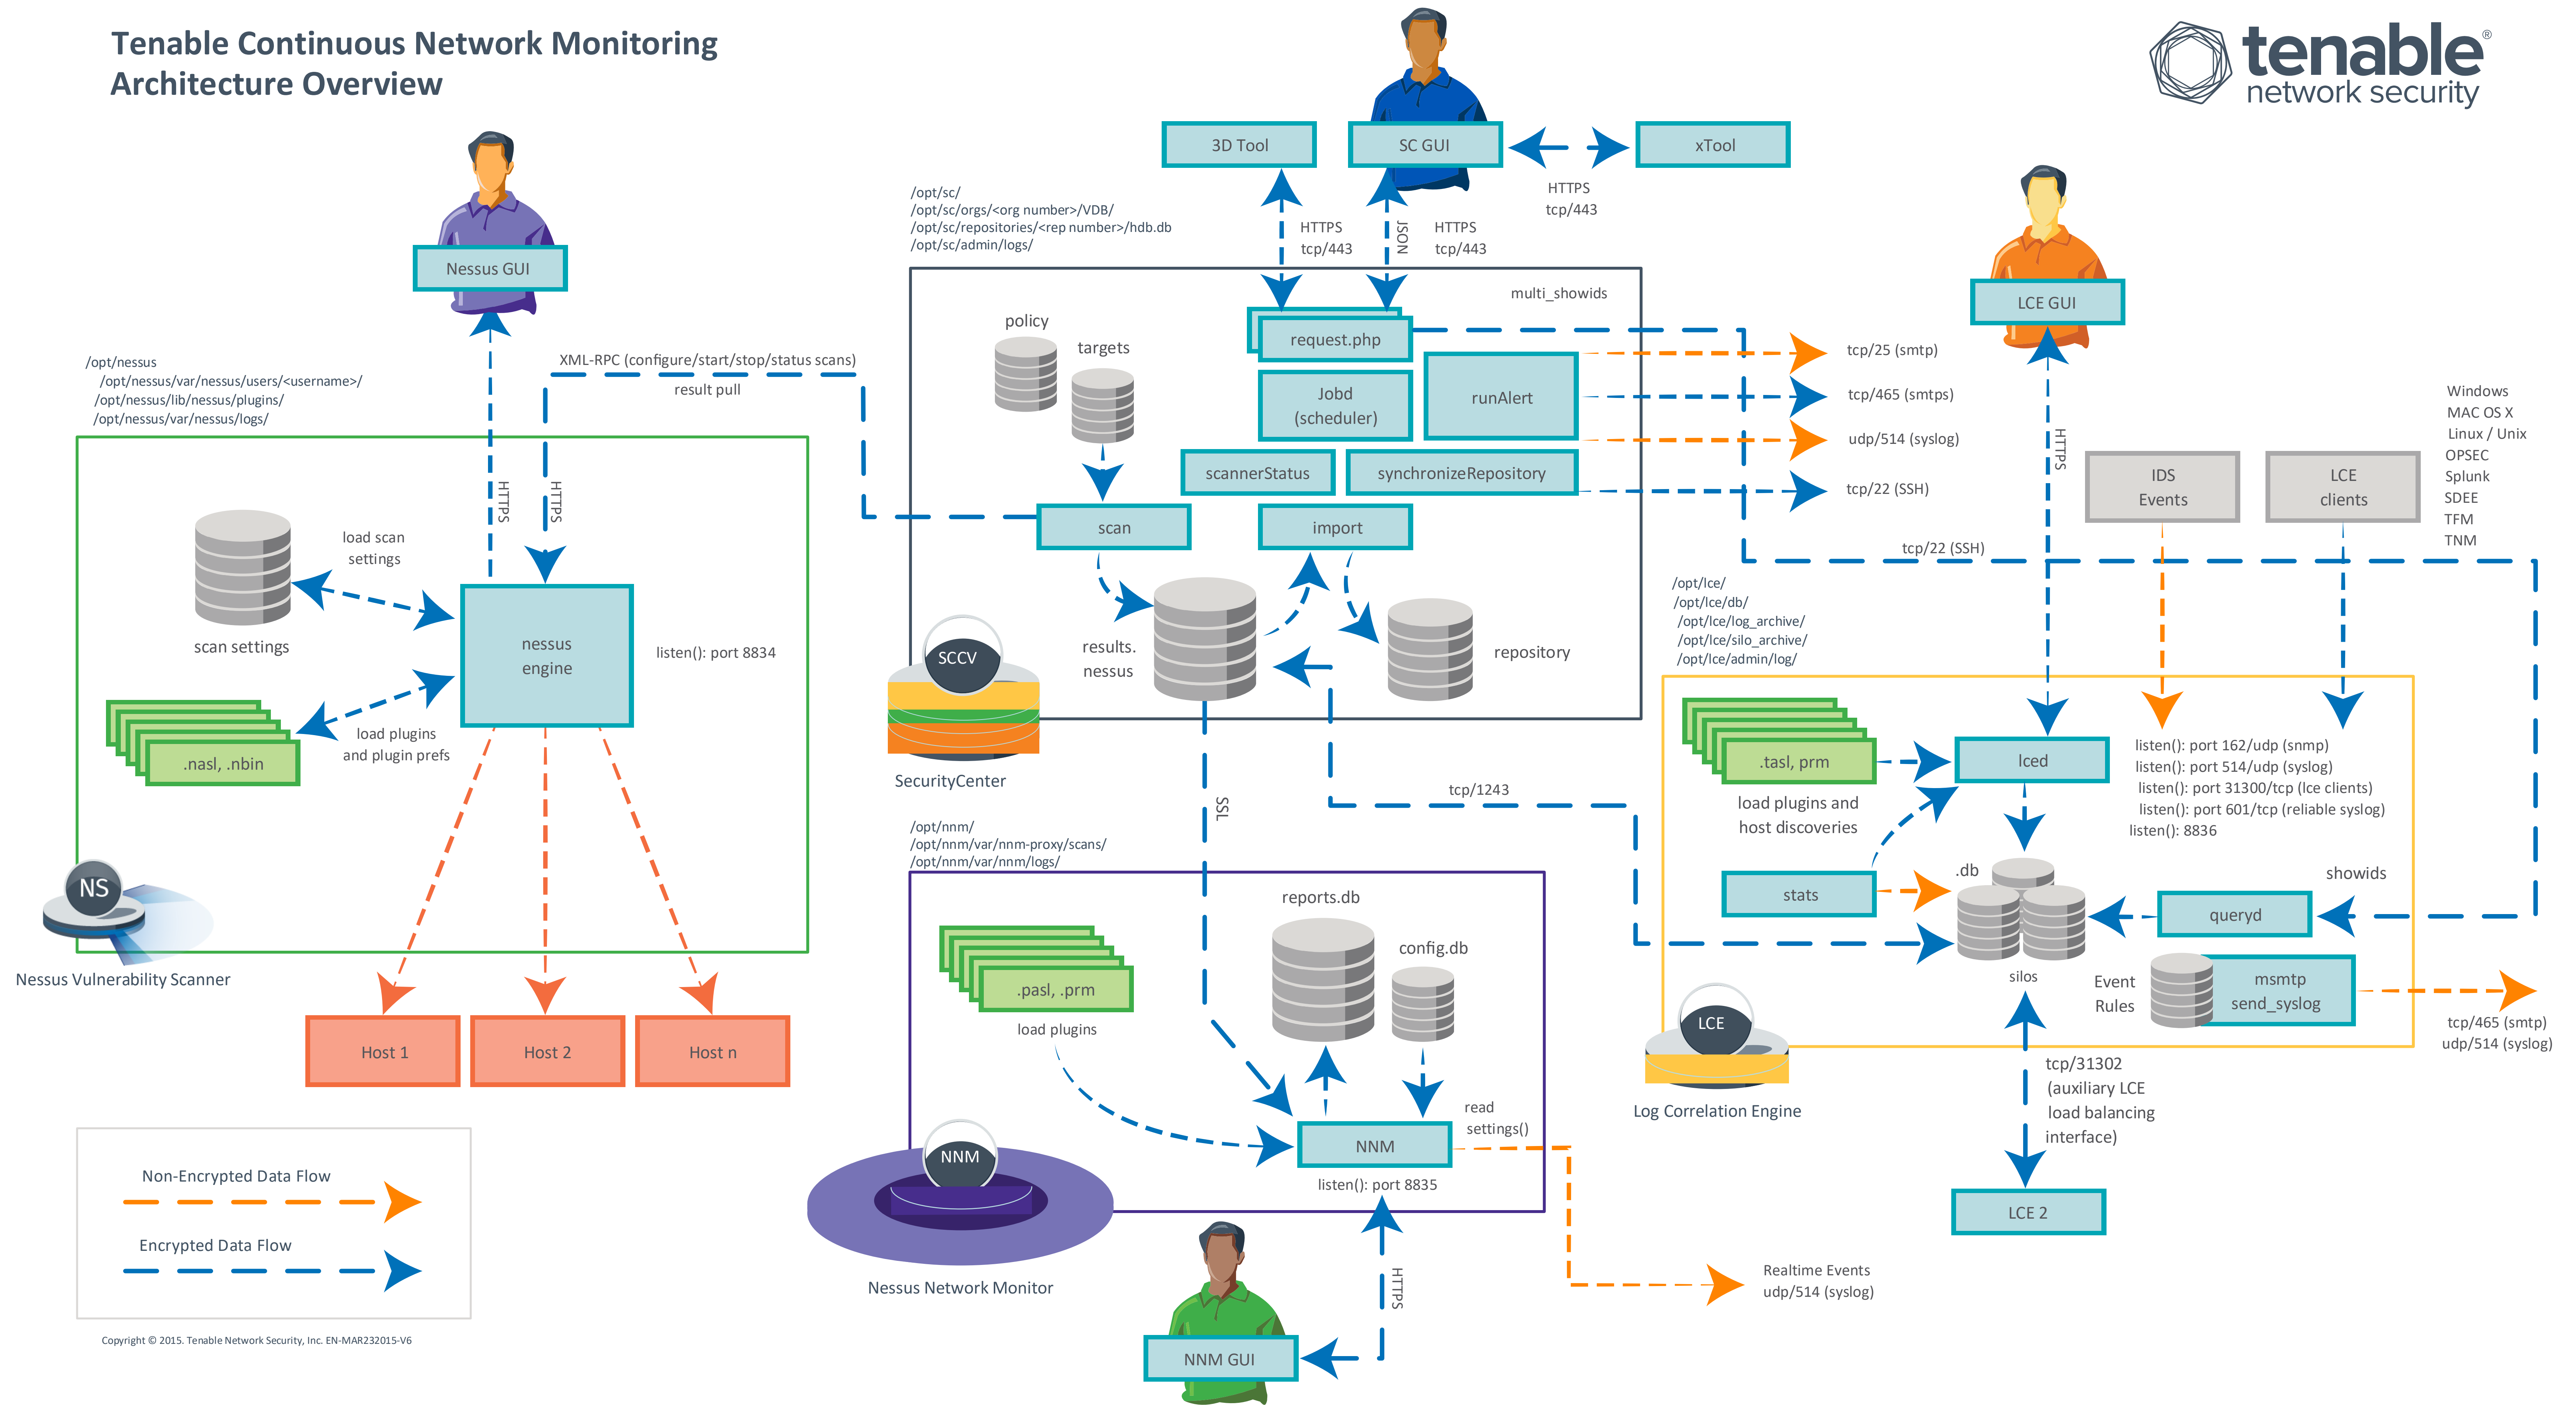 Tenable Continuous Network Monitoring
Architecture Overview
tenable®
network security
Nessus GUI
/opt/nessus
/opt/nessus/var/nessus/users/<username>/
/opt/nessus/lib/nessus/plugins/
/opt/nessus/var/nessus/logs/
XML-RPC (configure/start/stop/status scans)
result pull
HTTPS
HTTPS
load scan
settings
scan settings
nessus
engine
listen(): port 8834
load plugins
and plugin prefs
.nasl, .nbin
NS
Nessus Vulnerability Scanner
Host 1
Host 2
Host n
Non-Encrypted Data Flow
Encrypted Data Flow
Copyright © 2015. Tenable Network Security, Inc. EN-MAR232015-V6
3D Tool
SC GUI
xTool
HTTPS
tcp/443
/opt/sc/
/opt/sc/orgs/<org number>/VDB/
/opt/sc/repositories/<rep number>/hdb.db
/opt/sc/admin/logs/
HTTPS
tcp/443
JSON
HTTPS
tcp/443
multi_showids
policy
targets
request.php
Jobd
(scheduler)
runAlert
scannerStatus
synchronizeRepository
scan
import
results.
nessus
repository
SCCV
SecurityCenter
tcp/25 (smtp)
tcp/465 (smtps)
udp/514 (syslog)
tcp/22 (SSH)
tcp/22 (SSH)
SSL
tcp/1243
/opt/nnm/
/opt/nnm/var/nnm-proxy/scans/
/opt/nnm/var/nnm/logs/
reports.db
config.db
.pasl, .prm
load plugins
read
settings()
NNM
listen(): port 8835
NNM
Nessus Network Monitor
HTTPS
NNM GUI
Realtime Events
udp/514 (syslog)
LCE GUI
HTTPS
IDS
Events
LCE
clients
Windows
MAC OS X
Linux / Unix
OPSEC
Splunk
SDEE
TFM
TNM
/opt/lce/
/opt/lce/db/
/opt/lce/log_archive/
/opt/lce/silo_archive/
/opt/lce/admin/log/
.tasl, prm
load plugins and
host discoveries
lced
listen(): port 162/udp (snmp)
listen(): port 514/udp (syslog)
listen(): port 31300/tcp (lce clients)
listen(): port 601/tcp (reliable syslog)
listen(): 8836
stats
.db
silos
showids
queryd
Event
Rules
msmtp
send_syslog
tcp/465 (smtp)
udp/514 (syslog)
LCE
Log Correlation Engine
tcp/31302
(auxiliary LCE
load balancing
interface)
LCE 2